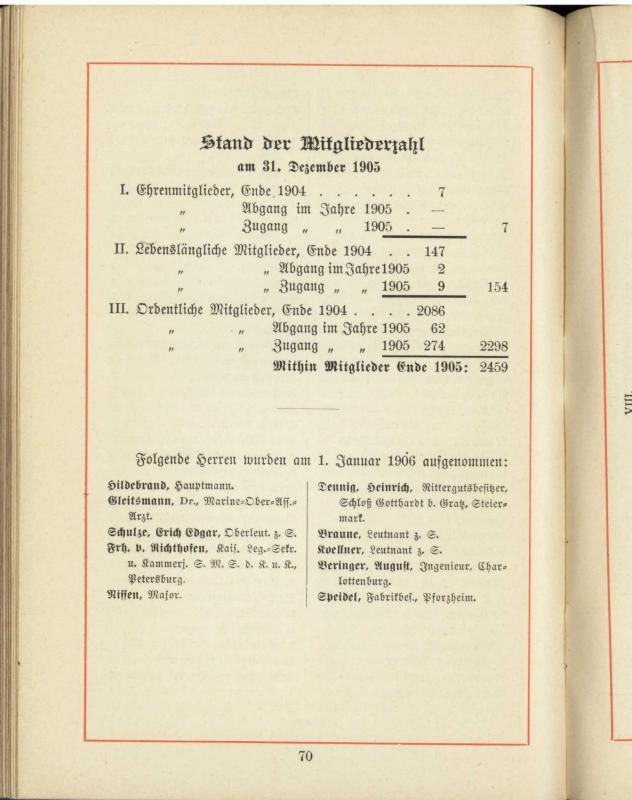 Stand der Mitgliederzahl
am 31. Dezember 1905
I. Ehrenmitglieder, Ende 1904 . . . . . . 7
„ Abgang im Jahre 1905 . —
„ Zugang „ „ 1905 . — 7
II. Lebenslängliche Mitglieder, Ende 1904 . . 147
„ „ Abgang im Jahre 1905 2
„ „ Zugang „ „ 1905 9 154
III. Ordentliche Mitglieder, Ende 1904 . . . . 2086
„ „ Abgang im Jahre 1905 62
„ „ Zugang „ „ 1905 274 2298
Mithin Mitglieder Ende 1905: 2459
Folgende Herren wurden am 1. Januar 1906 aufgenommen:
Hildebrand, Hauptmann.
Gleitsmann, Dr., Marine-Ober-Ass.-
Arzt.
Schulze, Erich Edgar, Oberleut. z. S.
Frh. v. Richthofen, Kais. Leg.-Sekr.
u. Kammerj. S. M. S. d. K. u. K.,
Petersburg.
Nissen, Major.
Dennig, Heinrich, Rittergutsbesitzer,
Schloß Gotthardt b. Gratz, Steier-
mark.
Braune, Leutnant z. S.
Koellner, Leutnant z. S.
Beringer, August, Ingenieur, Char-
lottenburg.
Speidel, Fabrikbes., Pforzheim.
70
VIII.